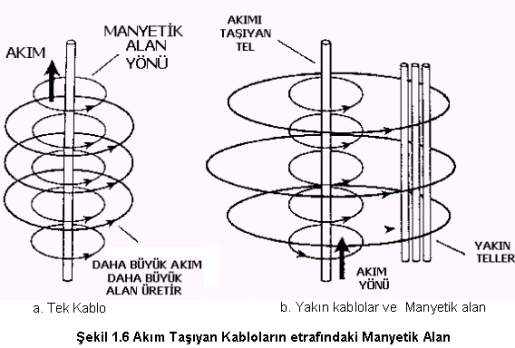 AKIM
MANYETİK
ALAN
YÖNÜ
DAHA BÜYÜK AKIM
DAHA BÜYÜK
ALAN ÜRETİR
a. Tek Kablo
AKIMI
TAŞIYAN
TEL
YAKIN
TELLER
AKIM
YÖNÜ
b. Yakın kablolar ve Manyetik alan
Şekil 1.6 Akım Taşıyan Kabloların etrafındaki Manyetik Alan